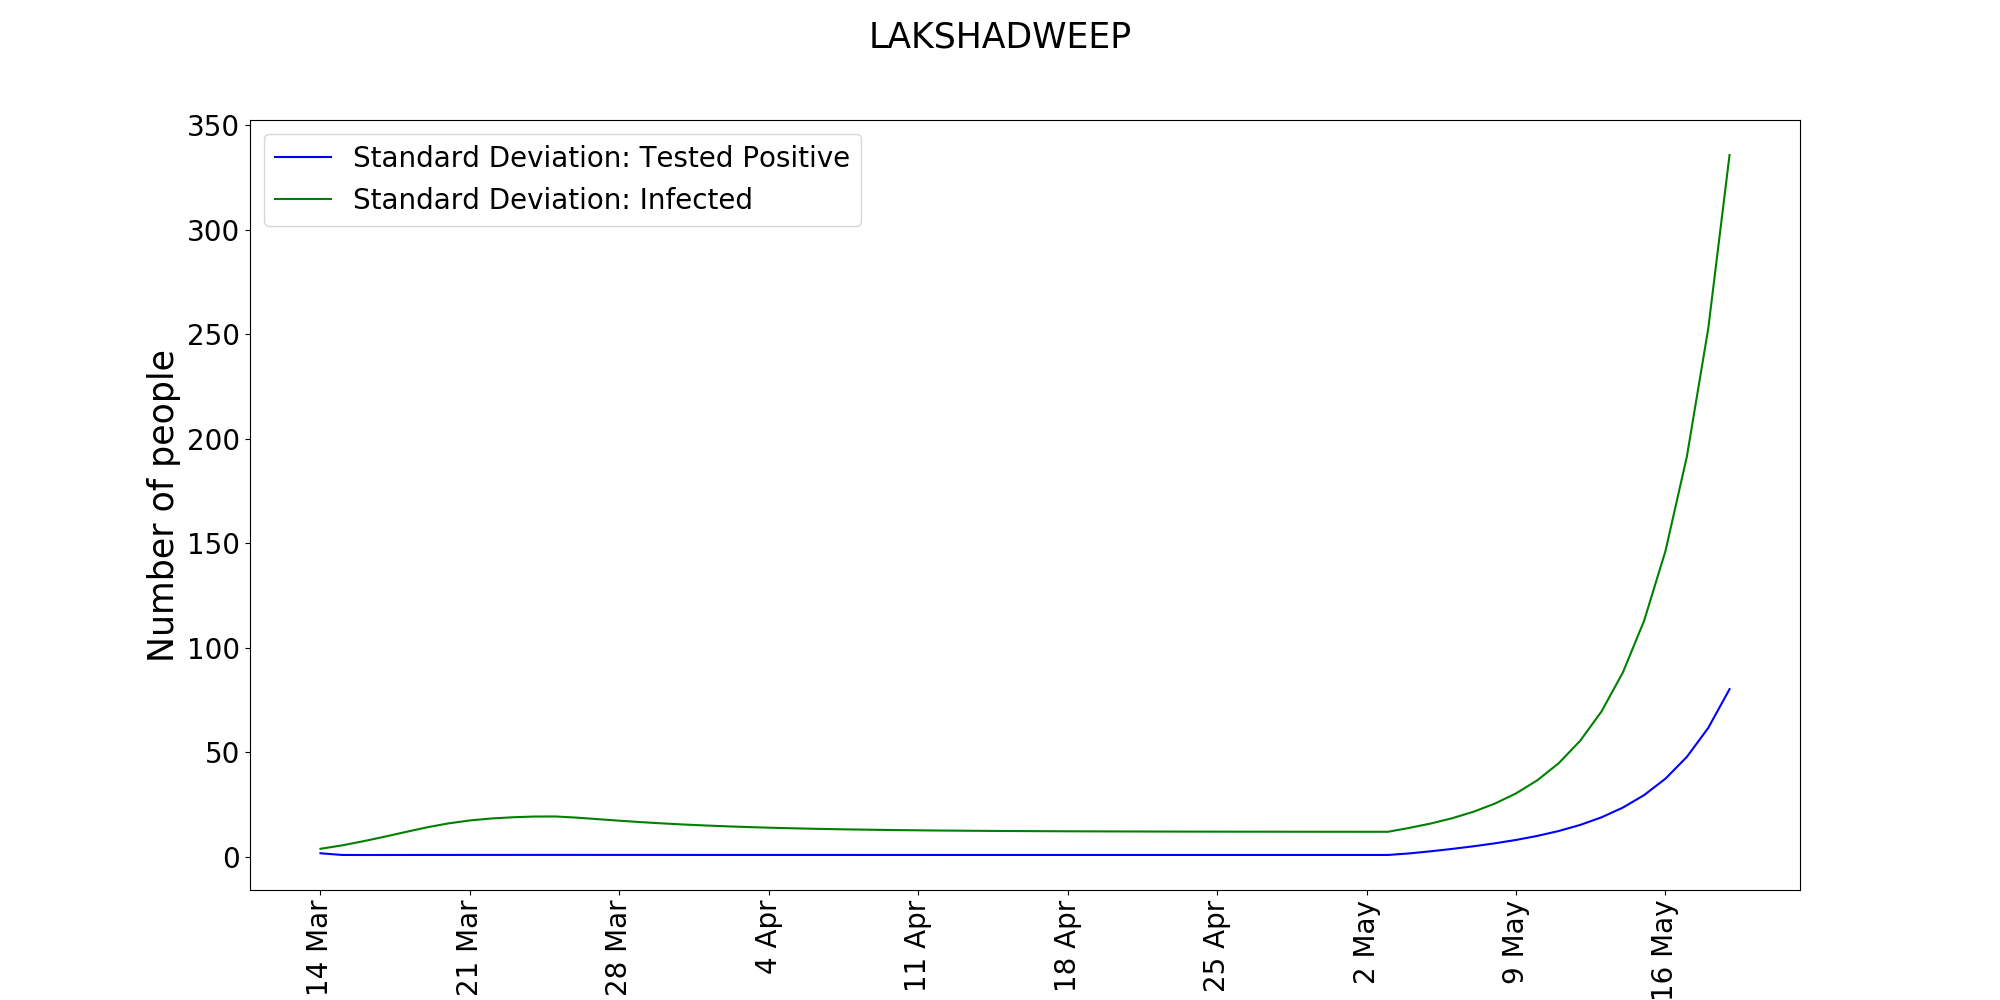 LAKSHADWEEP
350
300
250
200
150
100
50
0
Number of people
Standard Deviation: Tested Positive
Standard Deviation: Infected
14 Mar
21 Mar
28 Mar
4 Apr
11 Apr
18 Apr
25 Apr
2 May
9 May
16 May